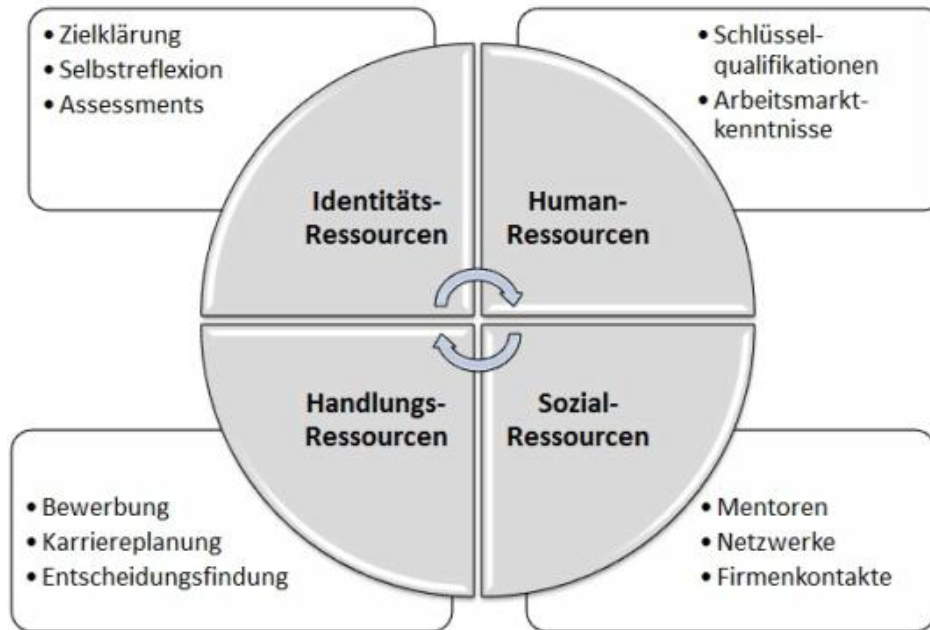 • Zielklärung
• Selbstreflexion
• Assessments
• Schlüssel-
qualifikationen
• Arbeitsmarkt-
kenntnisse
Identitäts-
Ressourcen
Human-
Ressourcen
Handlungs-
Ressourcen
Sozial-
Ressourcen
• Bewerbung
• Karriereplanung
• Entscheidungsfindung
• Mentoren
• Netzwerke
• Firmenkontakte